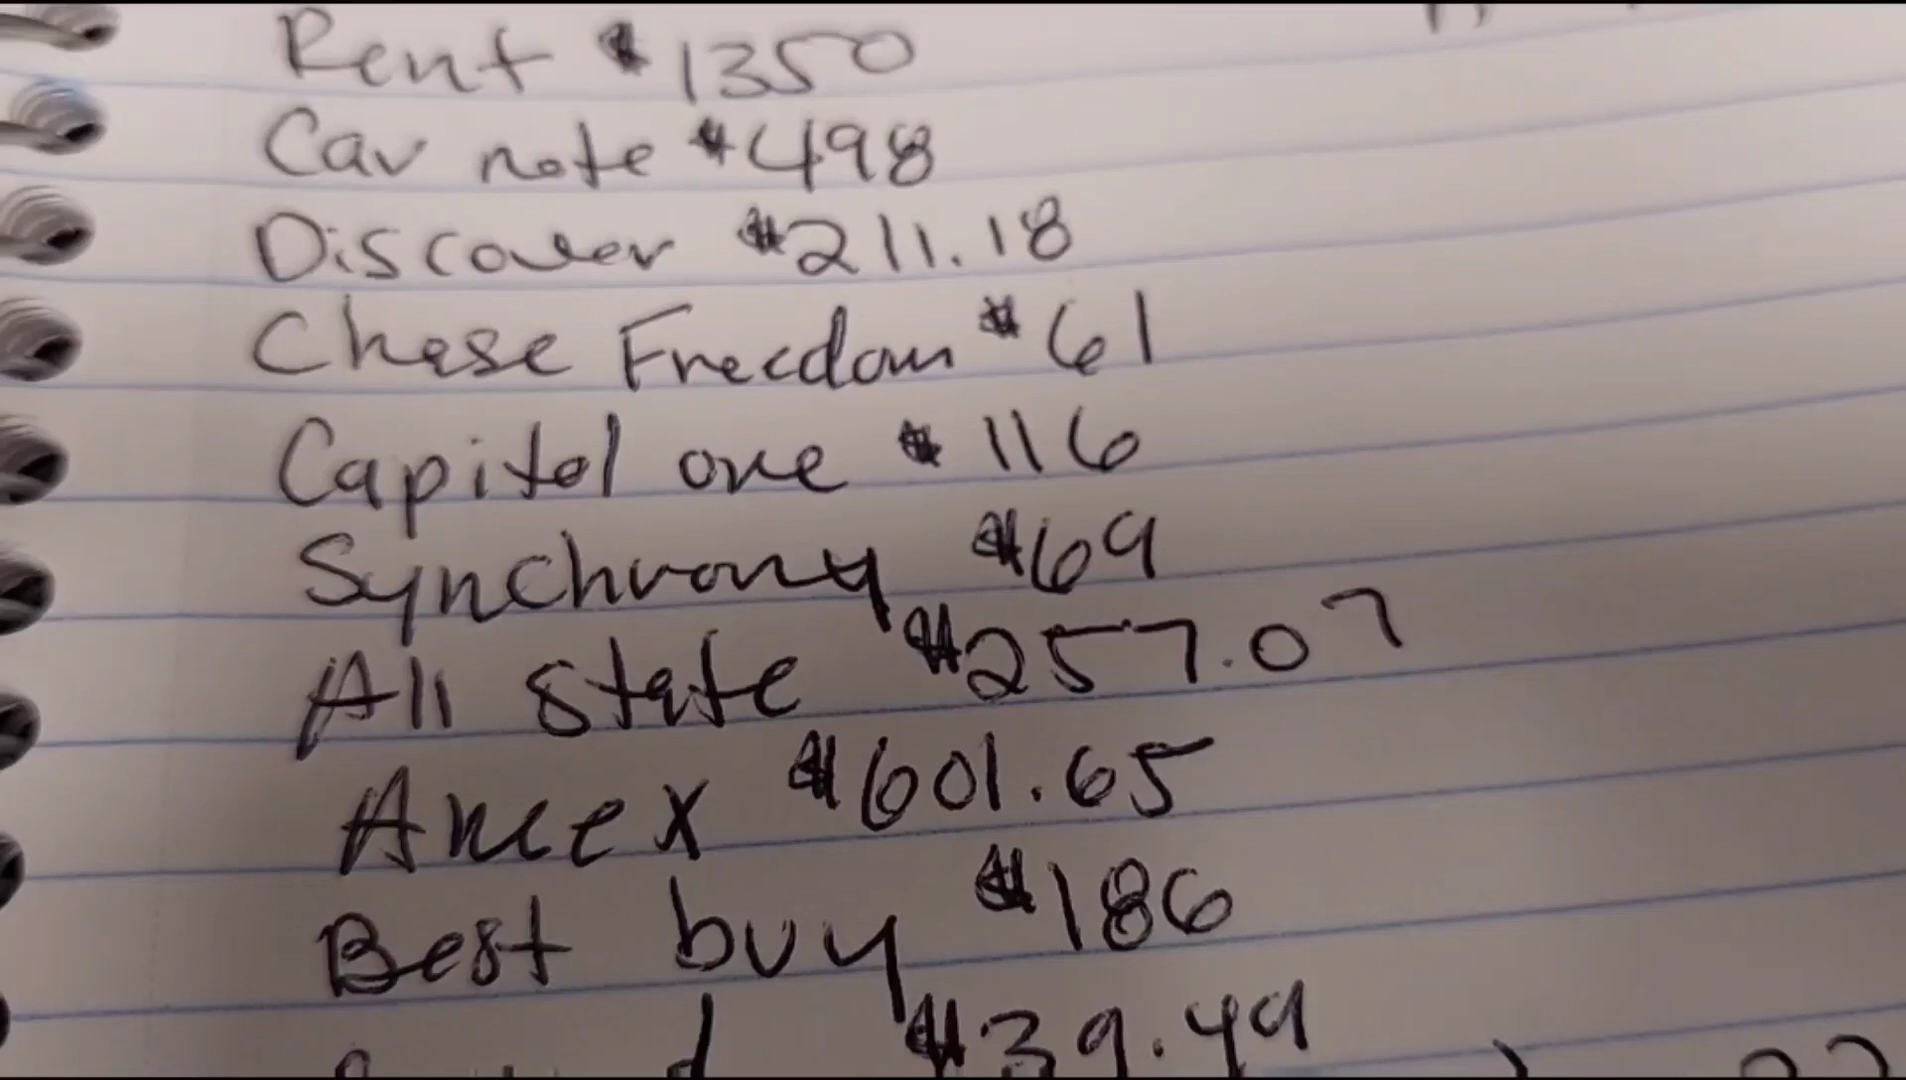 Rent $1350
Car note $498
Discover $211.18
Chase Freedom $61
Capitol one $116
Synchrony $69
All state $257.07
Amex $601.65
Best buy $186
$39.49